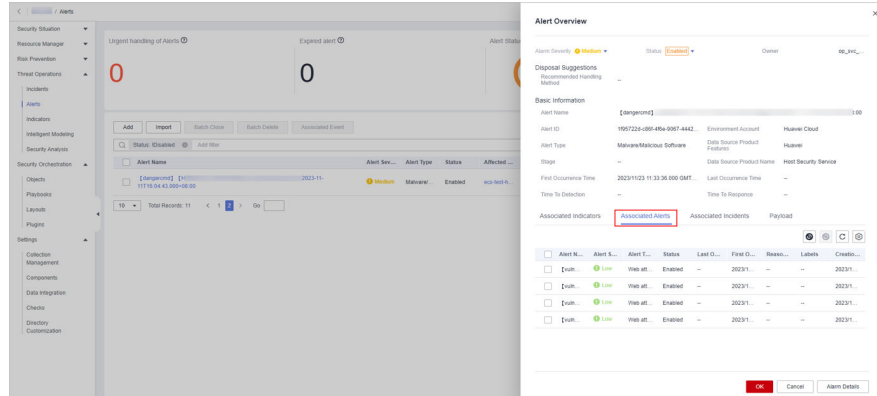 / Alerts
Security Situation
Resource Manager
Risk Prevention
Threat Operations
Incidents
Alerts
Indicators
Intelligent Modeling
Security Analysis
Security Orchestration
Objects
Playbooks
Layouts
Plugins
Settings
Collection
Management
Components
Data Integration
Checks
Directory
Customization
Urgent handling of Alerts
Expired alert
Alert Statu
0
0
Add Import Batch Close Batch Delete Associated Event
Status: IDisabled Add filter
Alert Name Alert Sev... Alert Type Status Affected ...
【dangercmd】 2023-11-
Medium Malware/... Enabled ecs-test-h...
10 Total Records: 11 < 1 2 > Go
Alert Overview
Alarm Severity Medium Status Enabled Owner op_svc_...
Disposal Suggestions
Recommended Handling
Method --
Basic Information
Alert Name 【dangercmd】 :00
Alert ID Environment Account Huawei Cloud
Alert Type Malware/Malicious Software Data Source Product
Features Huawei
Stage -- Data Source Product Name Host Security Service
First Occurrence Time 2023/11/23 11:33:36.000 GMT... Last Occurrence Time --
Time To Detection -- Time To Response --
Associated Indicators Associated Alerts Associated Incidents Payload
Alert N... Alert S... Alert T... Status Last O... First O... Reaso... Labels Creatin...
【vuln... Low Web att... Enabled -- 2023/1... -- -- 2023/1...
【vuln... Low Web att... Enabled -- 2023/1... -- -- 2023/1...
【vuln... Low Web att... Enabled -- 2023/1... -- -- 2023/1...
【vuln... Low Web att... Enabled -- 2023/1... -- -- 2023/1...
OK Cancel Alarm Details